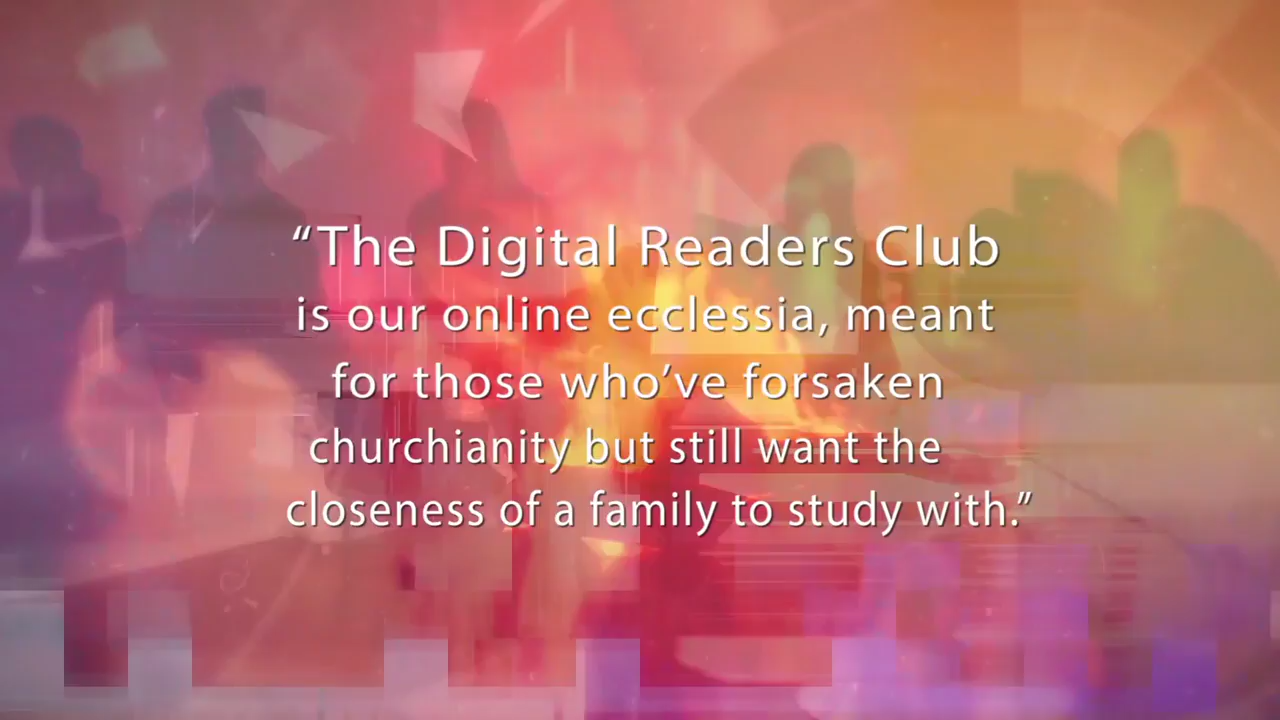 “The Digital Readers Club
is our online ecclessia, meant
for those who’ve forsaken
churchianity but still want the
closeness of a family to study with.”